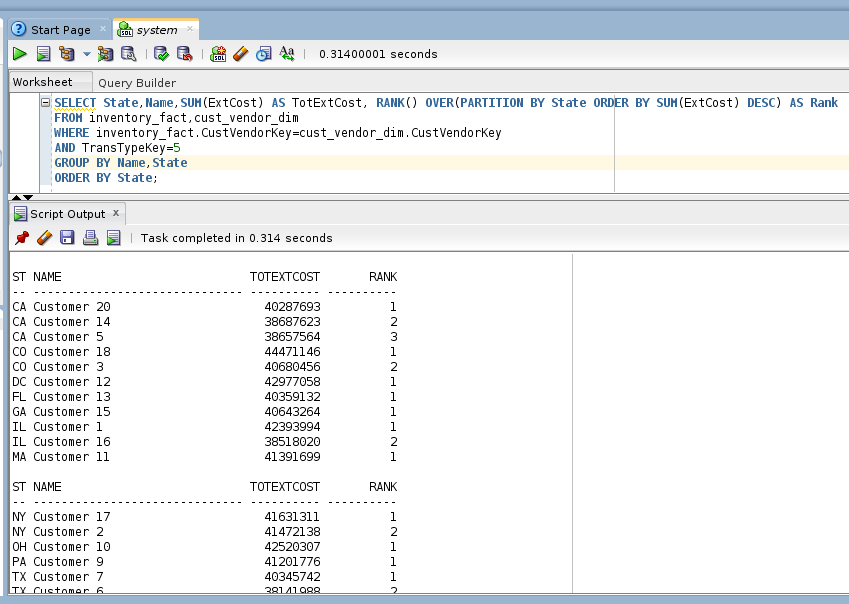 Start Page
system
0.31400001 seconds
Worksheet Query Builder
SELECT State,Name,SUM(ExtCost) AS TotExtCost, RANK() OVER(PARTITION BY State ORDER BY SUM(ExtCost) DESC) AS Rank
FROM inventory_fact,cust_vendor_dim
WHERE inventory_fact.CustVendorKey=cust_vendor_dim.CustVendorKey
AND TransTypeKey=5
GROUP BY Name,State
ORDER BY State;
Script Output x
Task completed in 0.314 seconds
ST NAME TOTEXTCOST RANK
-- ------------------------------ ---------- ----------
CA Customer 20 40287693 1
CA Customer 14 38687623 2
CA Customer 5 38657564 3
CO Customer 18 44471146 1
CO Customer 3 40680456 2
DC Customer 12 42977058 1
FL Customer 13 40359132 1
GA Customer 15 40643264 1
IL Customer 1 42393994 1
IL Customer 16 38518020 2
MA Customer 11 41391699 1
ST NAME TOTEXTCOST RANK
-- ------------------------------ ---------- ----------
NY Customer 17 41631311 1
NY Customer 2 41472138 2
OH Customer 10 42520307 1
PA Customer 9 41201776 1
TX Customer 7 40345742 1
TX Customer 6 38141988 2